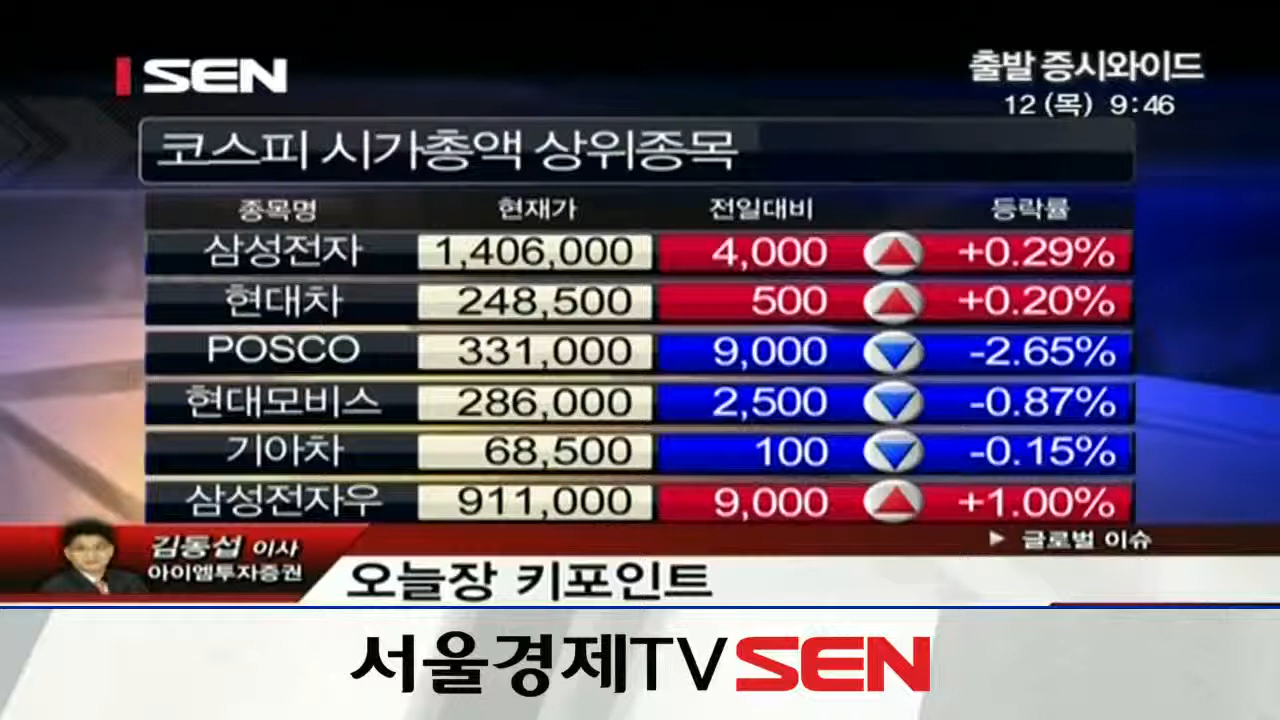 SEN
출발 증시와이드
12 (목) 9:46
코스피 시가총액 상위종목
종목명 현재가 전일대비 등락률
삼성전자 1,406,000 4,000 ▲ +0.29%
현대차 248,500 500 ▲ +0.20%
POSCO 331,000 9,000 ▼ -2.65%
현대모비스 286,000 2,500 ▼ -0.87%
기아차 68,500 100 ▼ -0.15%
삼성전자우 911,000 9,000 ▲ +1.00%
김동섭 이사
아이엠투자증권
▶ 글로벌 이슈
오늘장 키포인트
서울경제TV SEN